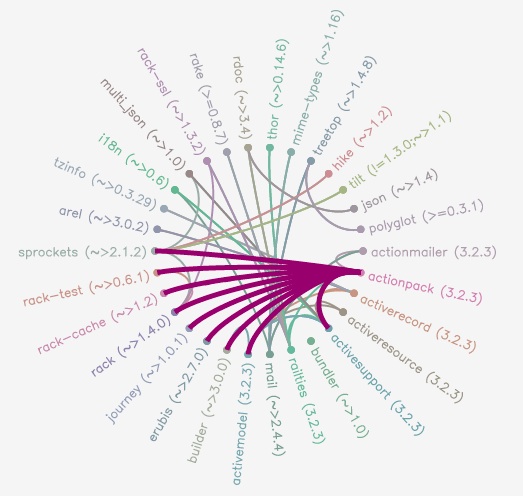 mime-types (~>1.16)
treetop (~>1.4.8)
hike (~>1.2)
tilt (!=1.3.0;~>1.1)
json (~>1.4)
polyglot (>=0.3.1)
actionmailer (3.2.3)
actionpack (3.2.3)
activerecord (3.2.3)
activeresource (3.2.3)
activesupport (3.2.3)
bundler (~>1.0)
railties (3.2.3)
mail (~>2.4.4)
activemodel (3.2.3)
builder (~>3.0.0)
erubis (~>2.7.0)
journey (~>1.0.1)
rack (~>1.4.0)
rack-cache (~>1.2)
rack-test (~>0.6.1)
sprockets (~>2.1.2)
arel (~>3.0.2)
tzinfo (~>0.3.29)
i18n (~>0.6)
multi_json (~>1.0)
rack-ssl (~>1.3.2)
rake (>=0.8.7)
rdoc (~>3.4)
thor (~>0.14.6)